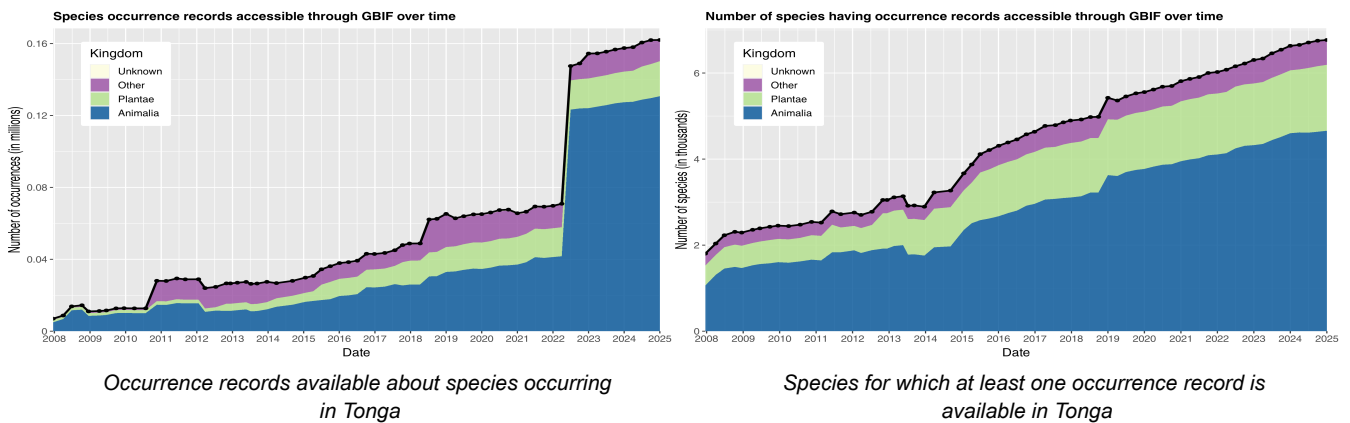 Species occurrence records accessible through GBIF over time
Number of occurrences (in millions)
0.16
0.12
0.08
0.04
0
Kingdom
Unknown
Other
Plantae
Animalia
2008 2009 2010 2011 2012 2013 2014 2015 2016 2017 2018 2019 2020 2021 2022 2023 2024 2025
Date
Occurrence records available about species occurring
in Tonga
Number of species having occurrence records accessible through GBIF over time
Number of species (in thousands)
6
4
2
0
Kingdom
Unknown
Other
Plantae
Animalia
2008 2009 2010 2011 2012 2013 2014 2015 2016 2017 2018 2019 2020 2021 2022 2023 2024 2025
Date
Species for which at least one occurrence record is
available in Tonga